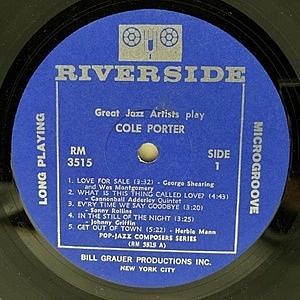 RIVERSIDE
Great Jazz Artists play
COLE PORTER
LONG PLAYING
MICROGROOVE
RM
3515
SIDE
1
1. LOVE FOR SALE (3:32) - George Shearing
and Wes Montgomery
2. WHAT IS THIS THING CALLED LOVE? (4:43)
- Cannonball Adderley Quintet
3. EV'RY TIME WE SAY GOODBYE (3:20)
- Sonny Rollins
4. IN THE STILL OF THE NIGHT (3:25)
- Johnny Griffin
5. GET OUT OF TOWN (5:22) - Herbie Mann
POP-JAZZ COMPOSERS SERIES
(RM 3515 A)
BILL GRAUER PRODUCTIONS INC.
NEW YORK CITY